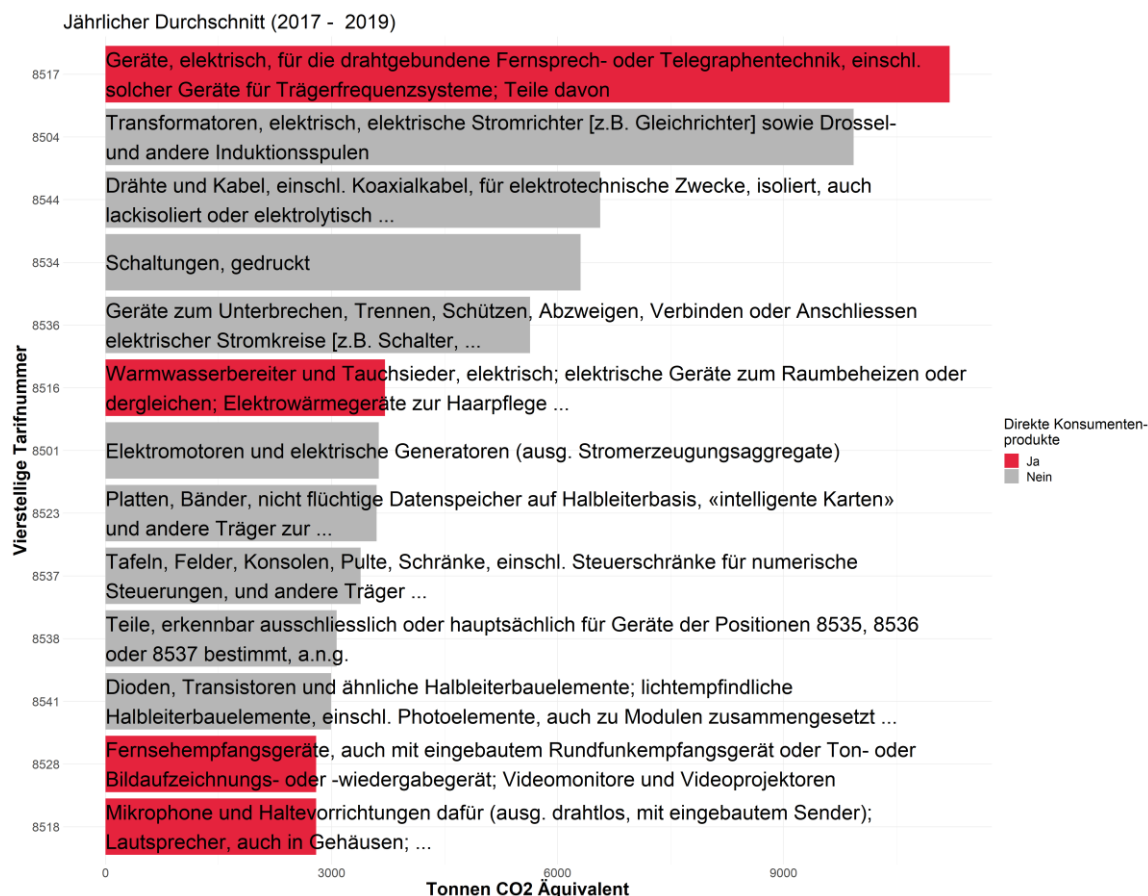 Jährlicher Durchschnitt (2017 -  2019)
Vierstellige Tarifnummer
8517
Geräte, elektrisch, für die drahtgebundene Fernsprech- oder Telegraphentechnik, einschl.
solcher Geräte für Trägerfrequenzsysteme; Teile davon
8504
Transformatoren, elektrisch, elektrische Stromrichter [z.B. Gleichrichter] sowie Drossel-
und andere Induktionsspulen
8544
Drähte und Kabel, einschl. Koaxialkabel, für elektrotechnische Zwecke, isoliert, auch
lackisoliert oder elektrolytisch ...
8534
Schaltungen, gedruckt
8536
Geräte zum Unterbrechen, Trennen, Schützen, Abzweigen, Verbinden oder Anschliessen
elektrischer Stromkreise [z.B. Schalter, ...
8516
Warmwasserbereiter und Tauchsieder, elektrisch; elektrische Geräte zum Raumbeheizen oder
dergleichen; Elektrowärmegeräte zur Haarpflege ...
8501
Elektromotoren und elektrische Generatoren (ausg. Stromerzeugungsaggregate)
8523
Platten, Bänder, nicht flüchtige Datenspeicher auf Halbleiterbasis, «intelligente Karten»
und andere Träger zur ...
8537
Tafeln, Felder, Konsolen, Pulte, Schränke, einschl. Steuerschränke für numerische
Steuerungen, und andere Träger ...
8538
Teile, erkennbar ausschliesslich oder hauptsächlich für Geräte der Positionen 8535, 8536
oder 8537 bestimmt, a.n.g.
8541
Dioden, Transistoren und ähnliche Halbleiterbauelemente; lichtempfindliche
Halbleiterbauelemente, einschl. Photoelemente, auch zu Modulen zusammengesetzt ...
8528
Fernsehempfangsgeräte, auch mit eingebautem Rundfunkempfangsgerät oder Ton- oder
Bildaufzeichnungs- oder -wiedergabegerät; Videomonitore und Videoprojektoren
8518
Mikrophone und Haltevorrichtungen dafür (ausg. drahtlos, mit eingebautem Sender);
Lautsprecher, auch in Gehäusen; ...
0 3000 6000 9000
Tonnen CO2 Äquivalent
Direkte Konsumenten-
produkte
Ja
Nein